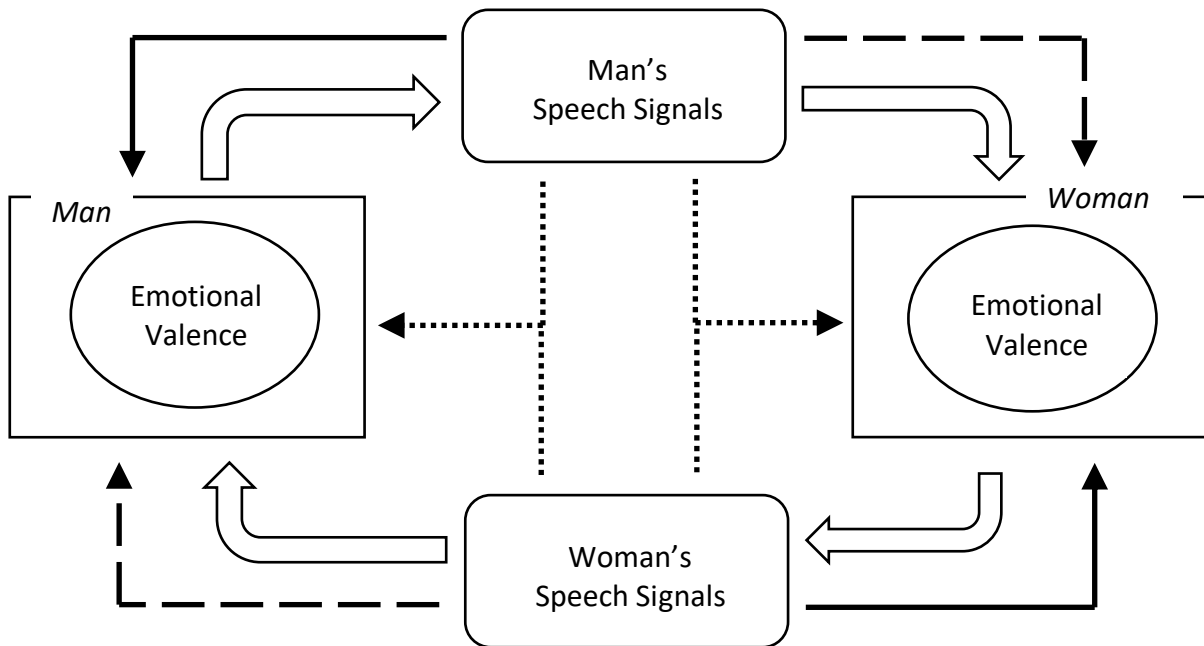 Man’s
Speech Signals
Man
Woman
Emotional
Valence
Emotional
Valence
Woman’s
Speech Signals